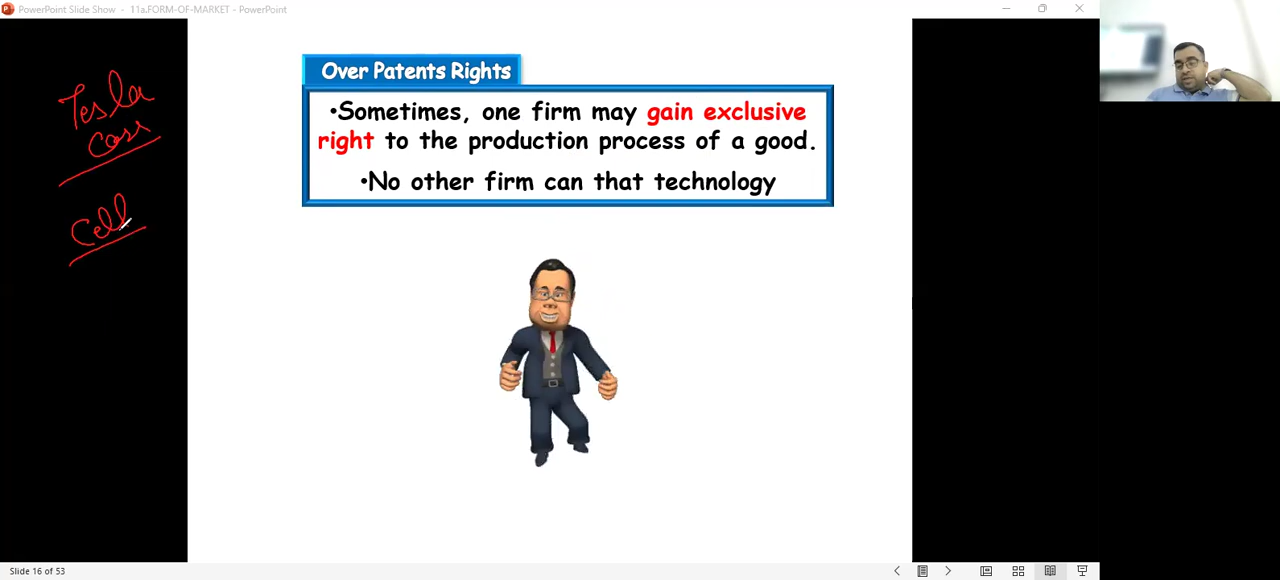 PowerPoint Slide Show - 11a.FORM-OF-MARKET - PowerPoint
Tesla
cars
Cell
Over Patents Rights
•Sometimes, one firm may gain exclusive
right to the production process of a good.
•No other firm can that technology
Slide 16 of 53